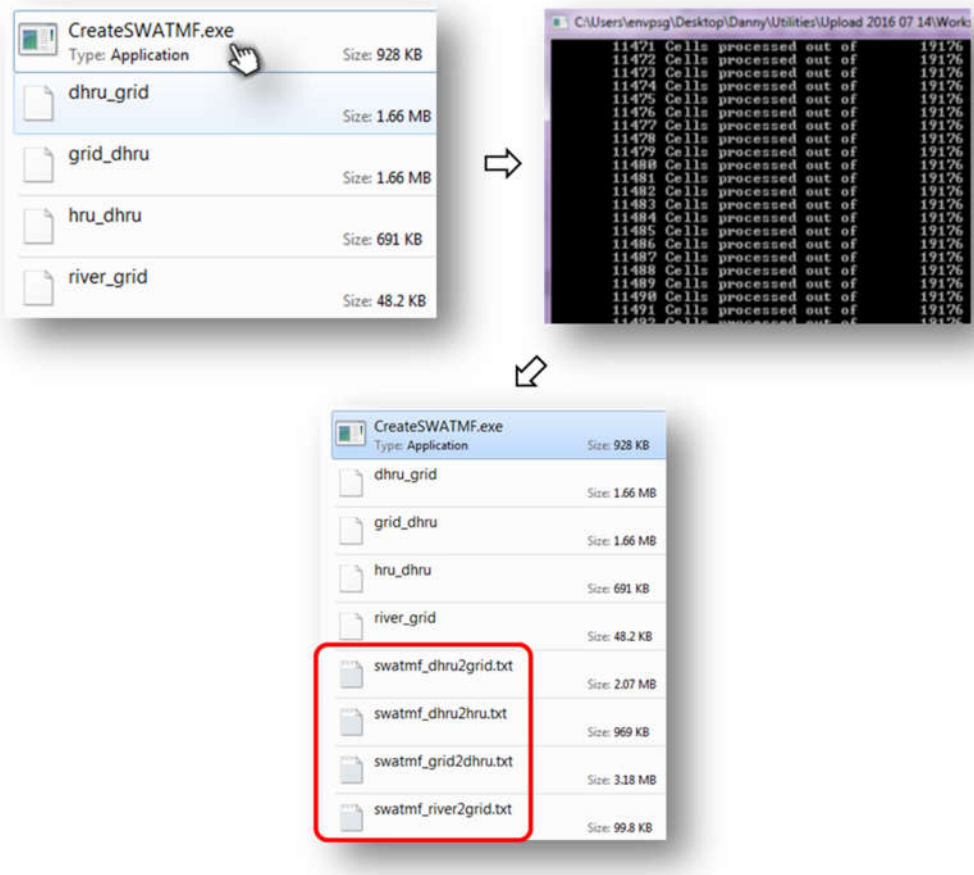 CreateSWATMF.exe
Type: Application Size: 928 KB
dhru_grid
Size: 1.66 MB
grid_dhru
Size: 1.66 MB
hru_dhru
Size: 691 KB
river_grid
Size: 48.2 KB
C:\Users\envpsg\Desktop\Danny\Utilities\Upload 2016 07 14\Works
11471 Cells processed out of 19176
11472 Cells processed out of 19176
11473 Cells processed out of 19176
11474 Cells processed out of 19176
11475 Cells processed out of 19176
11476 Cells processed out of 19176
11477 Cells processed out of 19176
11478 Cells processed out of 19176
11479 Cells processed out of 19176
11480 Cells processed out of 19176
11481 Cells processed out of 19176
11482 Cells processed out of 19176
11483 Cells processed out of 19176
11484 Cells processed out of 19176
11485 Cells processed out of 19176
11486 Cells processed out of 19176
11487 Cells processed out of 19176
11488 Cells processed out of 19176
11489 Cells processed out of 19176
11490 Cells processed out of 19176
11491 Cells processed out of 19176
11492 Cells processed out of 19176
CreateSWATMF.exe
Type: Application Size: 928 KB
dhru_grid
Size: 1.66 MB
grid_dhru
Size: 1.66 MB
hru_dhru
Size: 691 KB
river_grid
Size: 48.2 KB
swatmf_dhru2grid.txt
Size: 2.07 MB
swatmf_dhru2hru.txt
Size: 969 KB
swatmf_grid2dhru.txt
Size: 3.18 MB
swatmf_river2grid.txt
Size: 99.8 KB